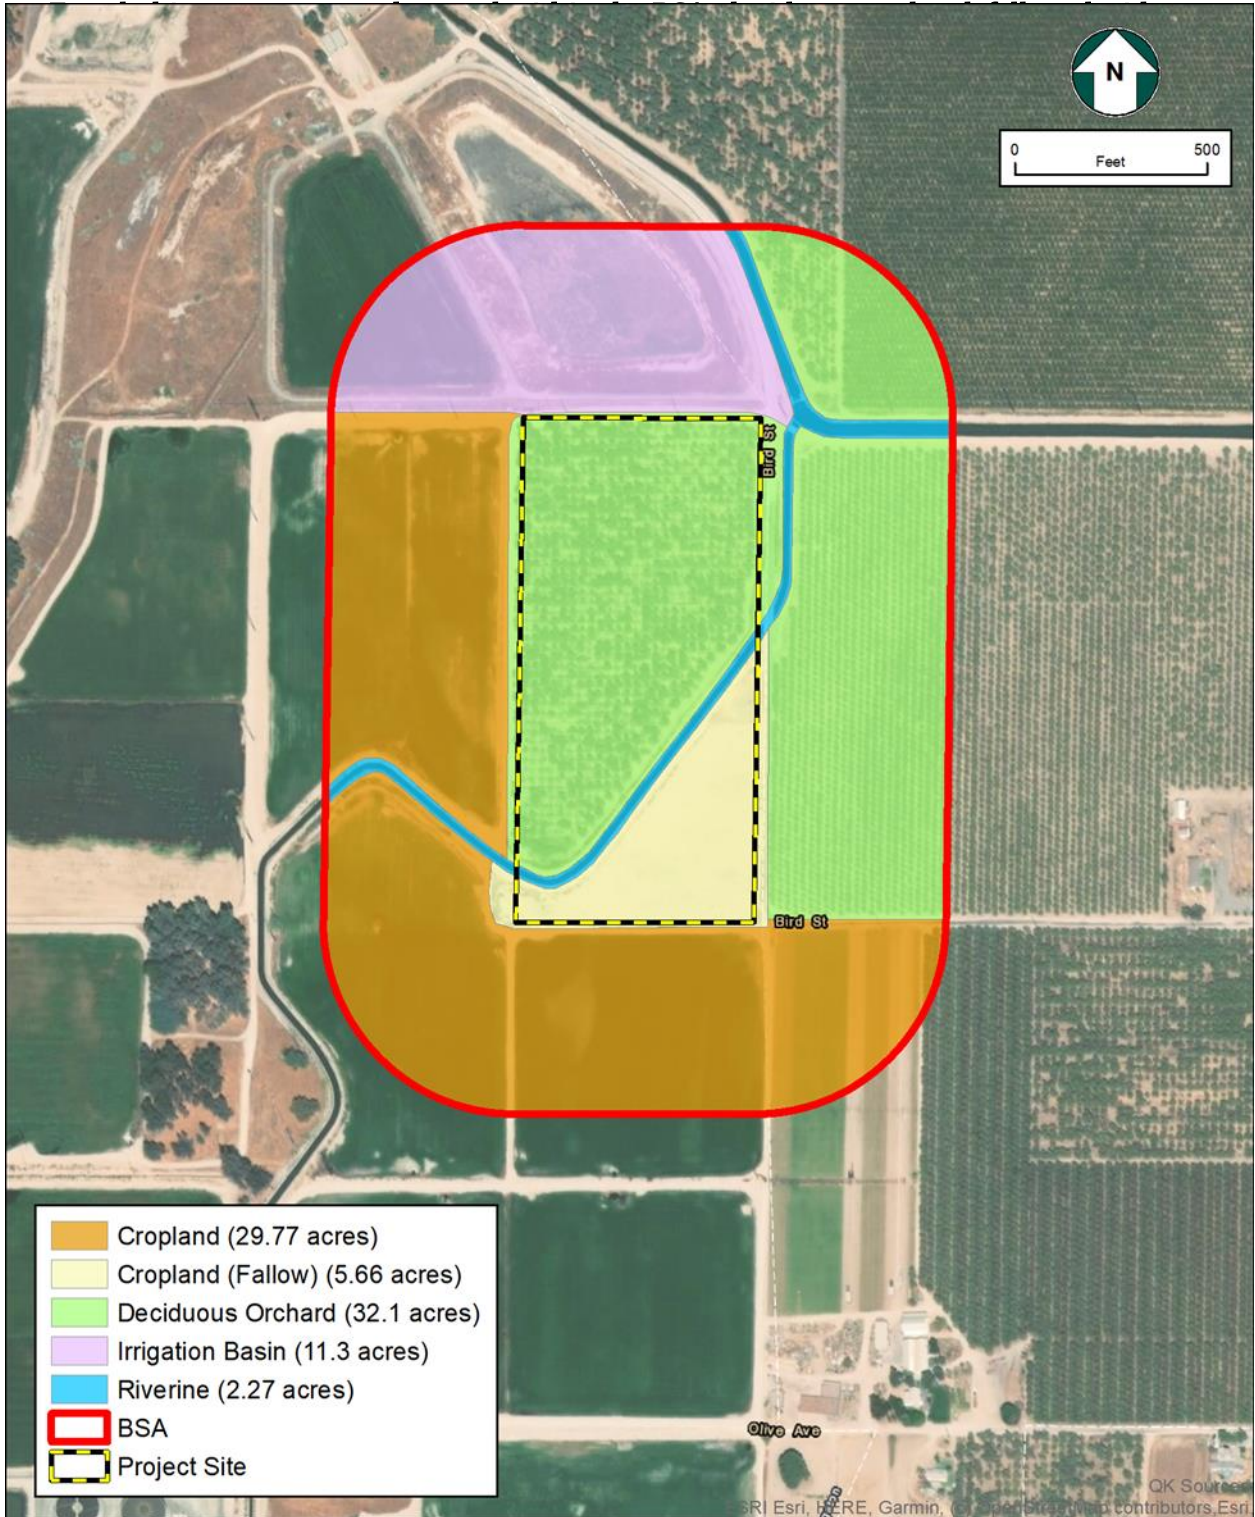 N
0 500
Feet
Bird St
Bird St
Cropland (29.77 acres)
Cropland (Fallow) (5.66 acres)
Deciduous Orchard (32.1 acres)
Irrigation Basin (11.3 acres)
Riverine (2.27 acres)
BSA
Project Site
Olive Ave
QK Sources
Esri, HERE, Garmin, (c) OpenStreetMap contributors, Esri